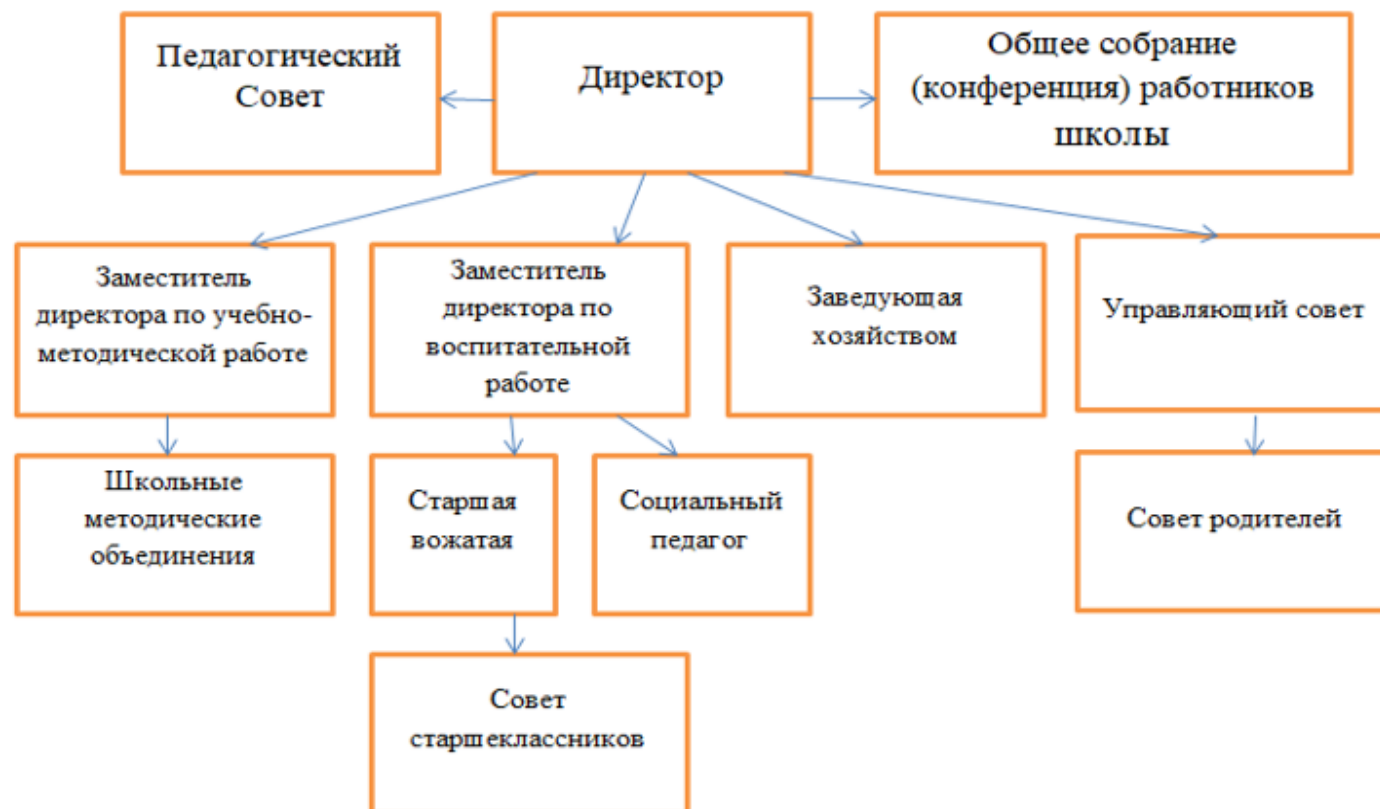 Педагогический
Совет
Директор
Общее собрание
(конференция) работников
школы
Заместитель
директора по учебно-
методической работе
Заместитель
директора по
воспитательной
работе
Заведующая
хозяйством
Управляющий совет
Школьные
методические
объединения
Старшая
вожатая
Социальный
педагог
Совет родителей
Совет
старшеклассников